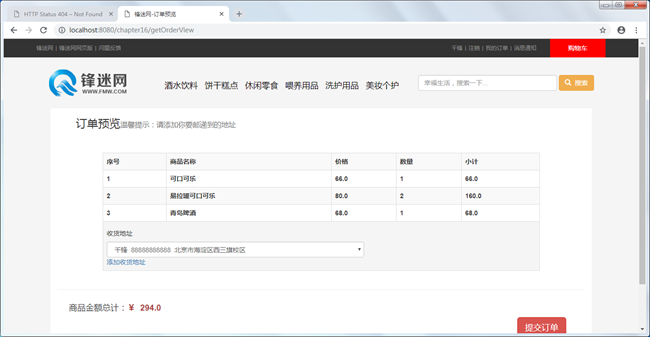 HTTP Status 404 – Not Found
锋迷网-订单预览
localhost:8080/chapter16/getOrderView
锋迷网 | 锋迷网网页版 | 问题反馈
千锋 | 注销 | 我的订单 | 消息通知
购物车
锋迷网
WWW.FMW.COM
酒水饮料 饼干糕点 休闲零食 喂养用品 洗护用品 美妆个护
幸福生活，搜索一下...
搜索
订单预览温馨提示：请添加你要邮递到的地址
序号 商品名称 价格 数量 小计
1 可口可乐 66.0 1 66.0
2 易拉罐可口可乐 80.0 2 160.0
3 青岛啤酒 68.0 1 68.0
收货地址
千锋 88888888888 北京市海淀区西三旗校区
添加收货地址
商品金额总计：¥ 294.0
提交订单